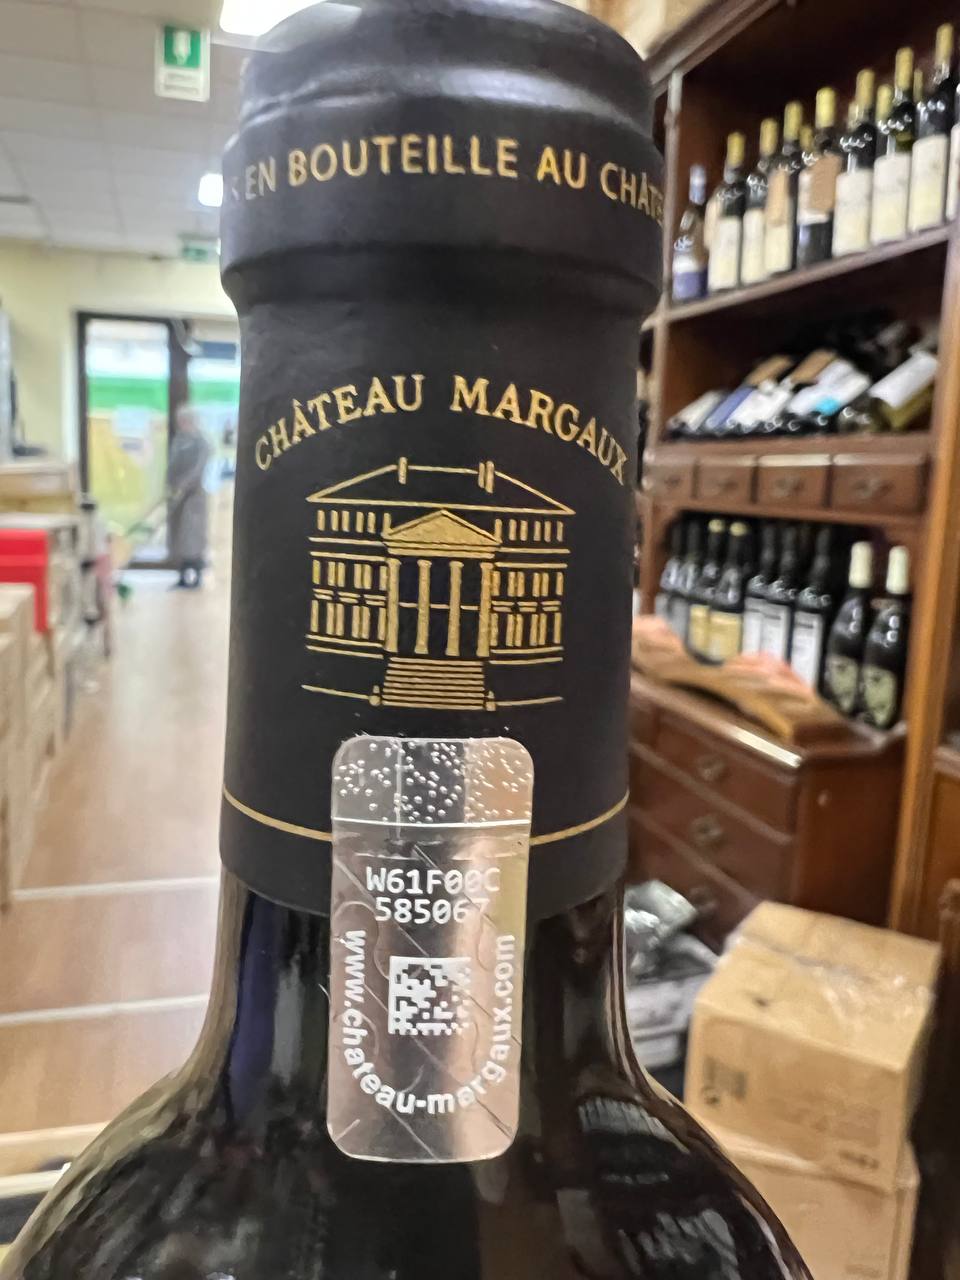 EN BOUTEILLE AU CHÂTE
CHÂTEAU MARGAUX
W61F00C
585067
www.chateau-margaux.com